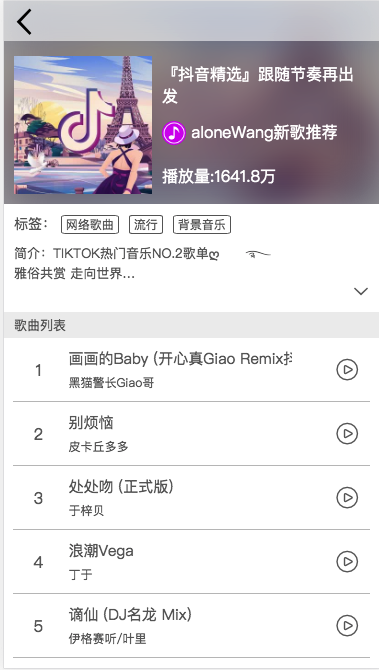 『抖音精选』跟随节奏再出
发
aloneWang新歌推荐
播放量:1641.8万
标签： 网络歌曲 流行 背景音乐
简介：TIKTOK热门音乐NO.2歌单ღ
雅俗共赏 走向世界...
歌曲列表
1 画画的Baby (开心真Giao Remix抖
黑猫警长Giao哥
2 别烦恼
皮卡丘多多
3 处处吻 (正式版)
于梓贝
4 浪潮Vega
丁于
5 谪仙 (DJ名龙 Mix)
伊格赛听/叶里